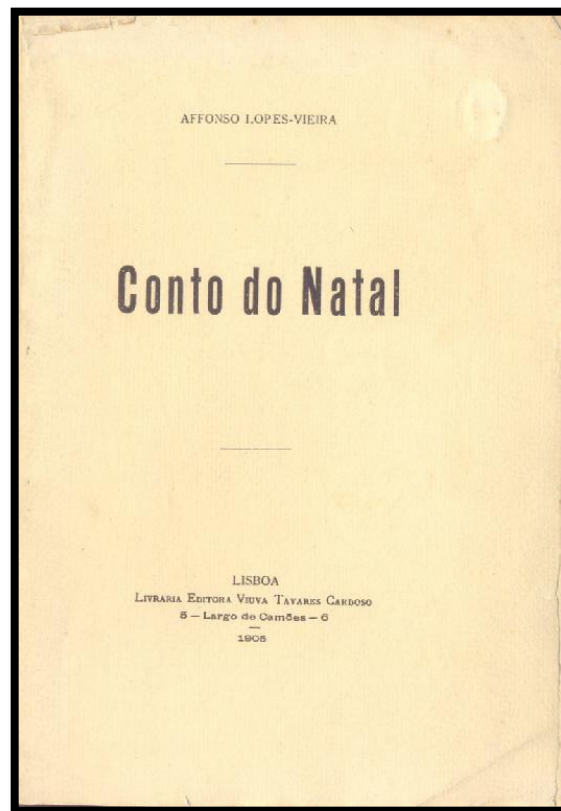 AFFONSO LOPES-VIEIRA
Conto do Natal
LISBOA
LIVRARIA EDITORA VIUVA TAVARES CARDOSO
5 — Largo de Camões — 6
1905